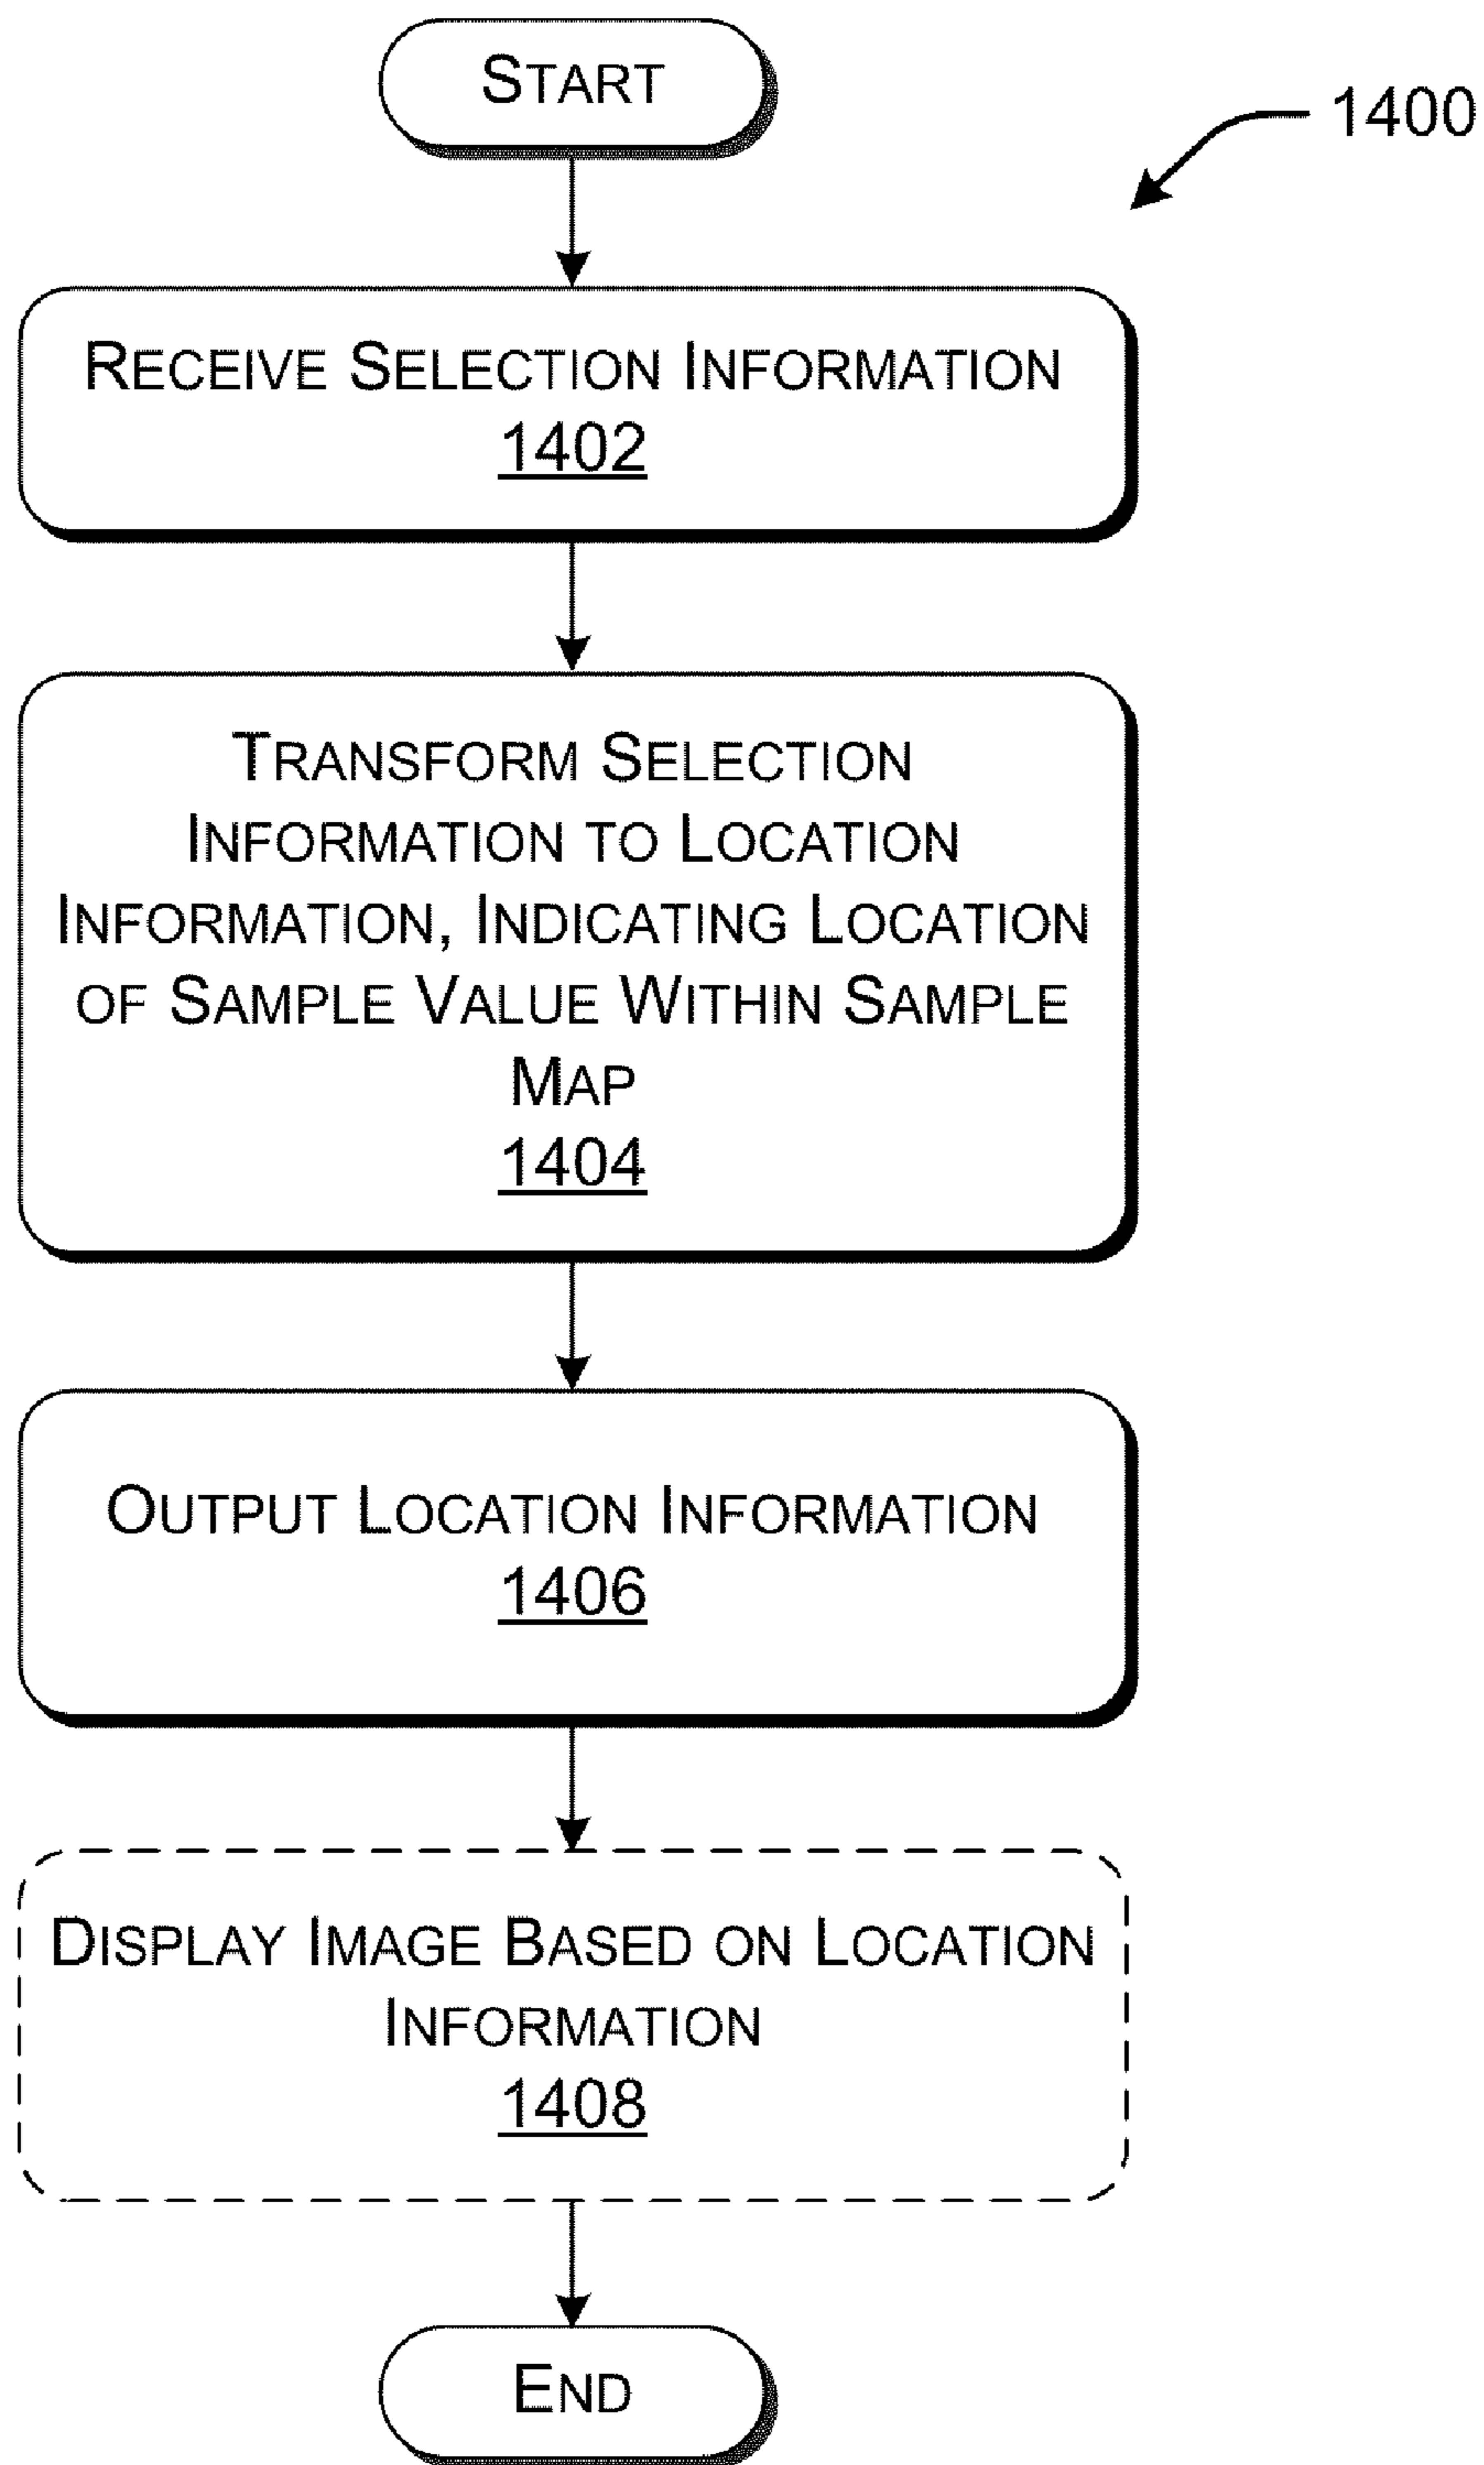 START
1400
RECEIVE SELECTION INFORMATION
1402
TRANSFORM SELECTION
INFORMATION TO LOCATION
INFORMATION, INDICATING LOCATION
OF SAMPLE VALUE WITHIN SAMPLE
MAP
1404
OUTPUT LOCATION INFORMATION
1406
DISPLAY IMAGE BASED ON LOCATION
INFORMATION
1408
END